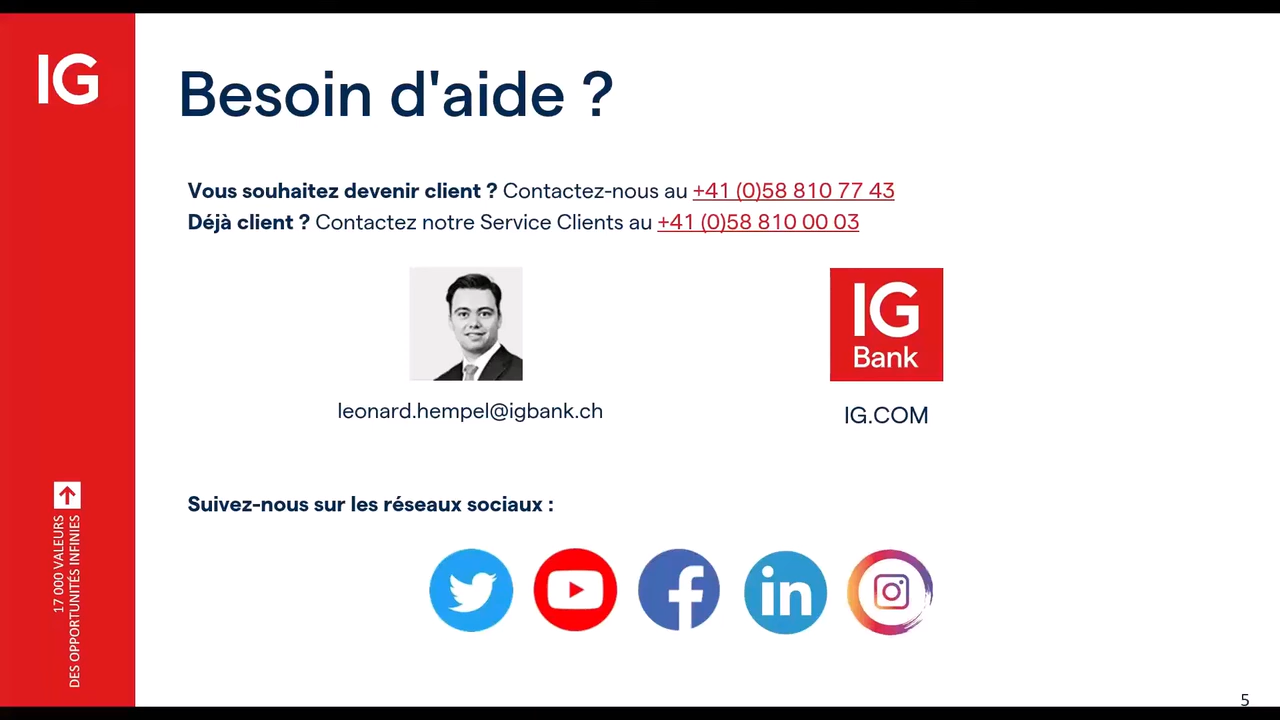 IG
Besoin d'aide ?
Vous souhaitez devenir client ? Contactez-nous au +41 (0)58 810 77 43
Déjà client ? Contactez notre Service Clients au +41 (0)58 810 00 03
IG
Bank
leonard.hempel@igbank.ch
IG.COM
Suivez-nous sur les réseaux sociaux :
in
17 000 VALEURS
DES OPPORTUNITÉS INFINIES
5